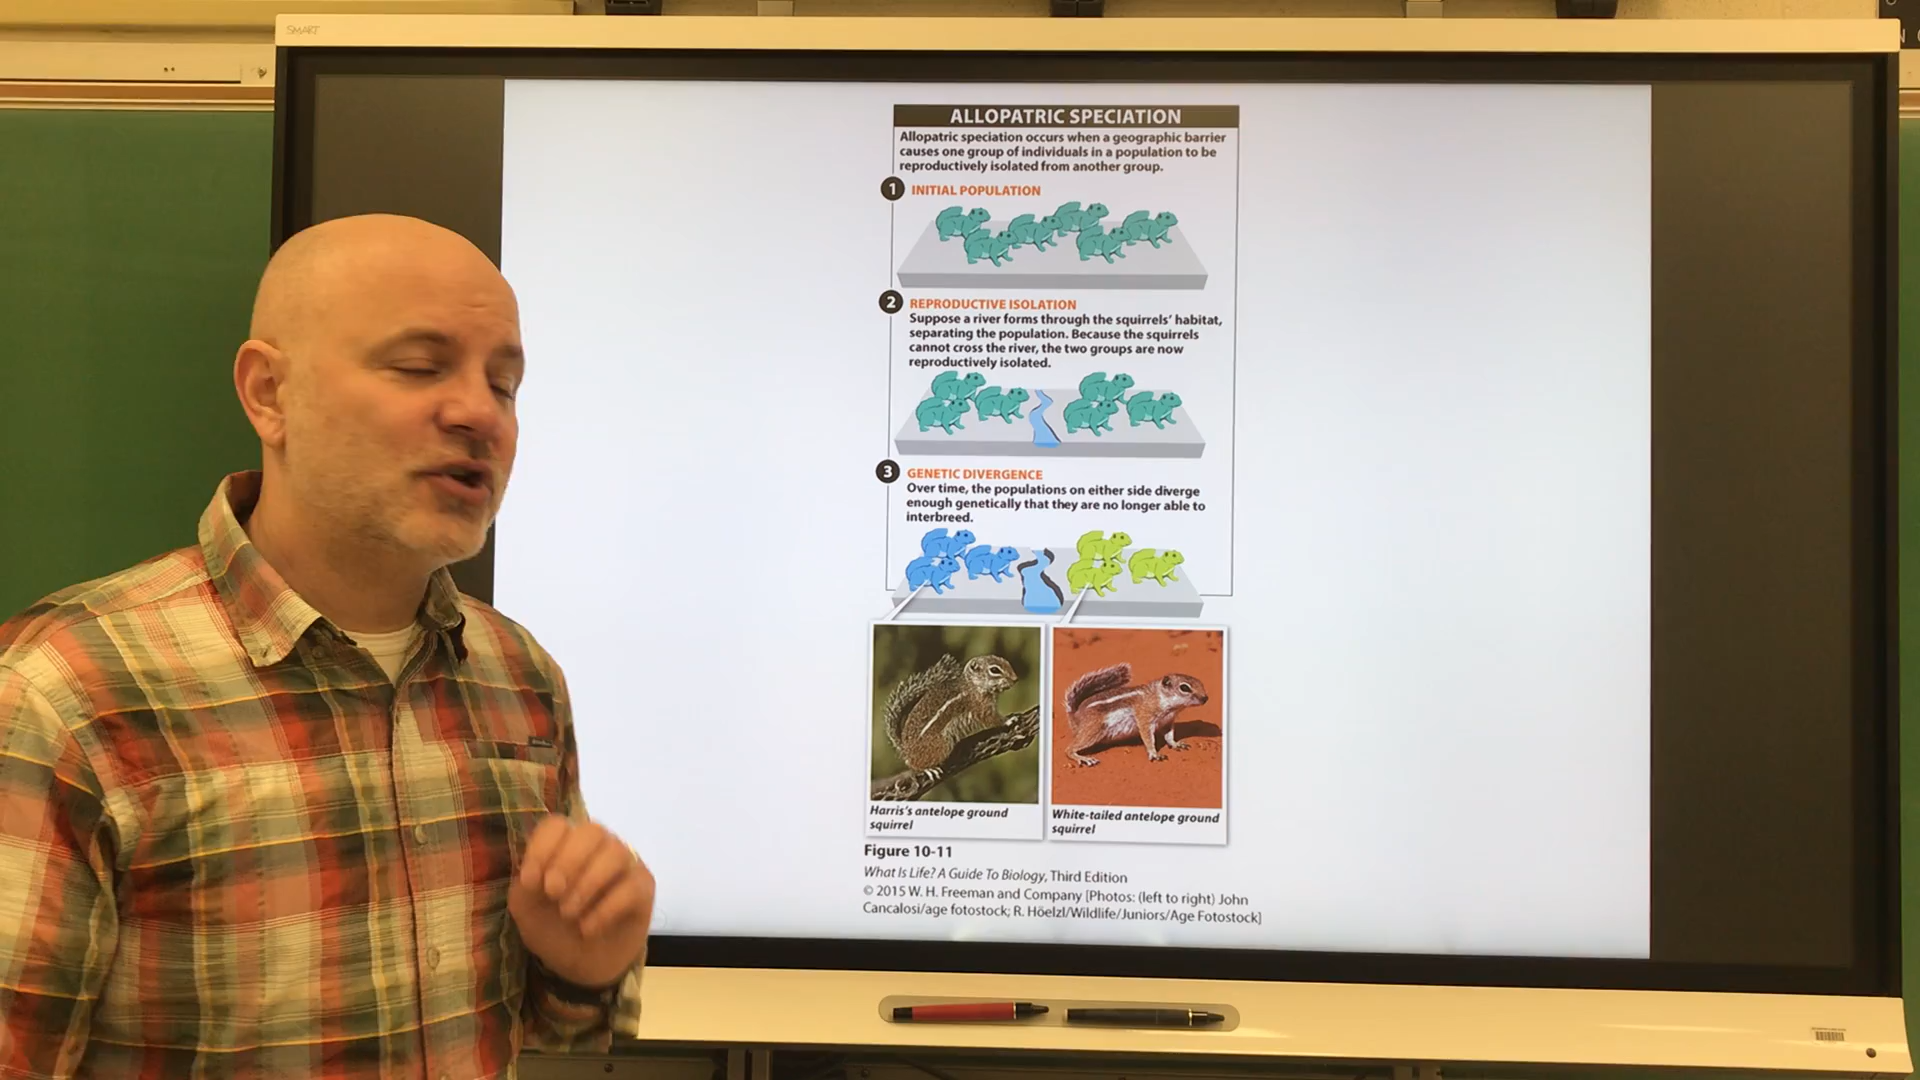 SMART
ALLOPATRIC SPECIATION
Allopatric speciation occurs when a geographic barrier
causes one group of individuals in a population to be
reproductively isolated from another group.
1 INITIAL POPULATION
2 REPRODUCTIVE ISOLATION
Suppose a river forms through the squirrels' habitat,
separating the population. Because the squirrels
cannot cross the river, the two groups are now
reproductively isolated.
3 GENETIC DIVERGENCE
Over time, the populations on either side diverge
enough genetically that they are no longer able to
interbreed.
Harris's antelope ground
squirrel
White-tailed antelope ground
squirrel
Figure 10-11
What Is Life? A Guide To Biology, Third Edition
© 2015 W. H. Freeman and Company [Photos: (left to right) John
Cancalosi/age fotostock; R. Höelzl/Wildlife/Juniors/Age Fotostock]